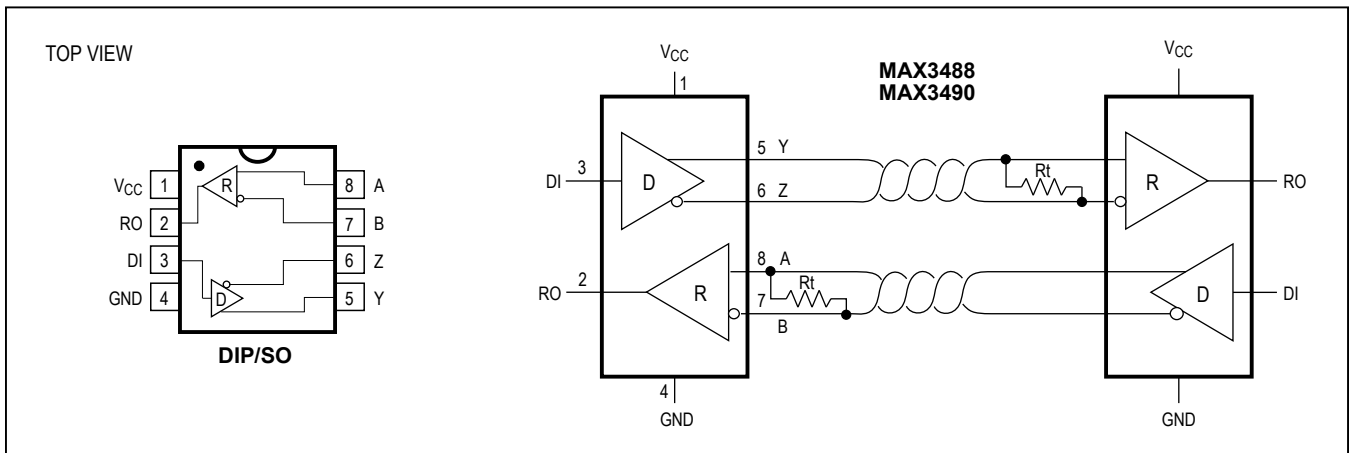 TOP VIEW
VCC 1
RO 2
DI 3
GND 4
R
D
8 A
7 B
6 Z
5 Y
DIP/SO
MAX3488
MAX3490
VCC
1
DI 3
D
5 Y
6 Z
Rt
R
RO
VCC
RO 2
R
8 A
7
B
Rt
D
DI
4
GND
GND